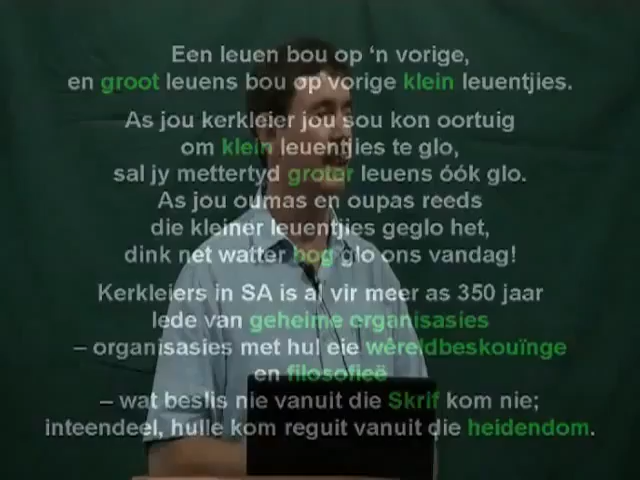 Een leuen bou op ‘n vorige,
en groot leuens bou op vorige klein leuentjies.
As jou kerkleier jou sou kon oortuig
om klein leuentjies te glo,
sal jy mettertyd groter leuens óók glo.
As jou oumas en oupas reeds
die kleiner leuentjies geglo het,
dink net watter bog glo ons vandag!
Kerkleiers in SA is al vir meer as 350 jaar
lede van geheime organisasies
– organisasies met hul eie wêreldbeskouïnge
en filosofieë
– wat beslis nie vanuit die Skrif kom nie;
inteendeel, hulle kom reguit vanuit die heidendom.